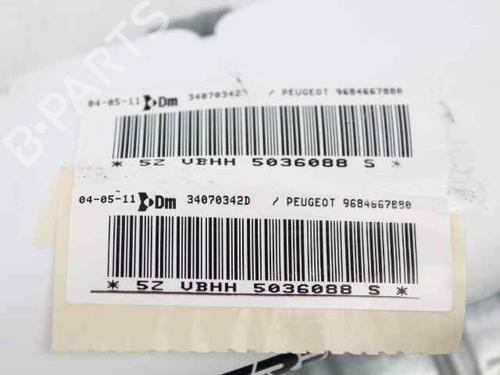 B-PARTS
04-05-11 Dm 34070342D / PEUGEOT 9684667880
* 5Z VBHH 5036088 S *
04-05-11 Dm 34070342D / PEUGEOT 9684667880
* 5Z VBHH 5036088 S *